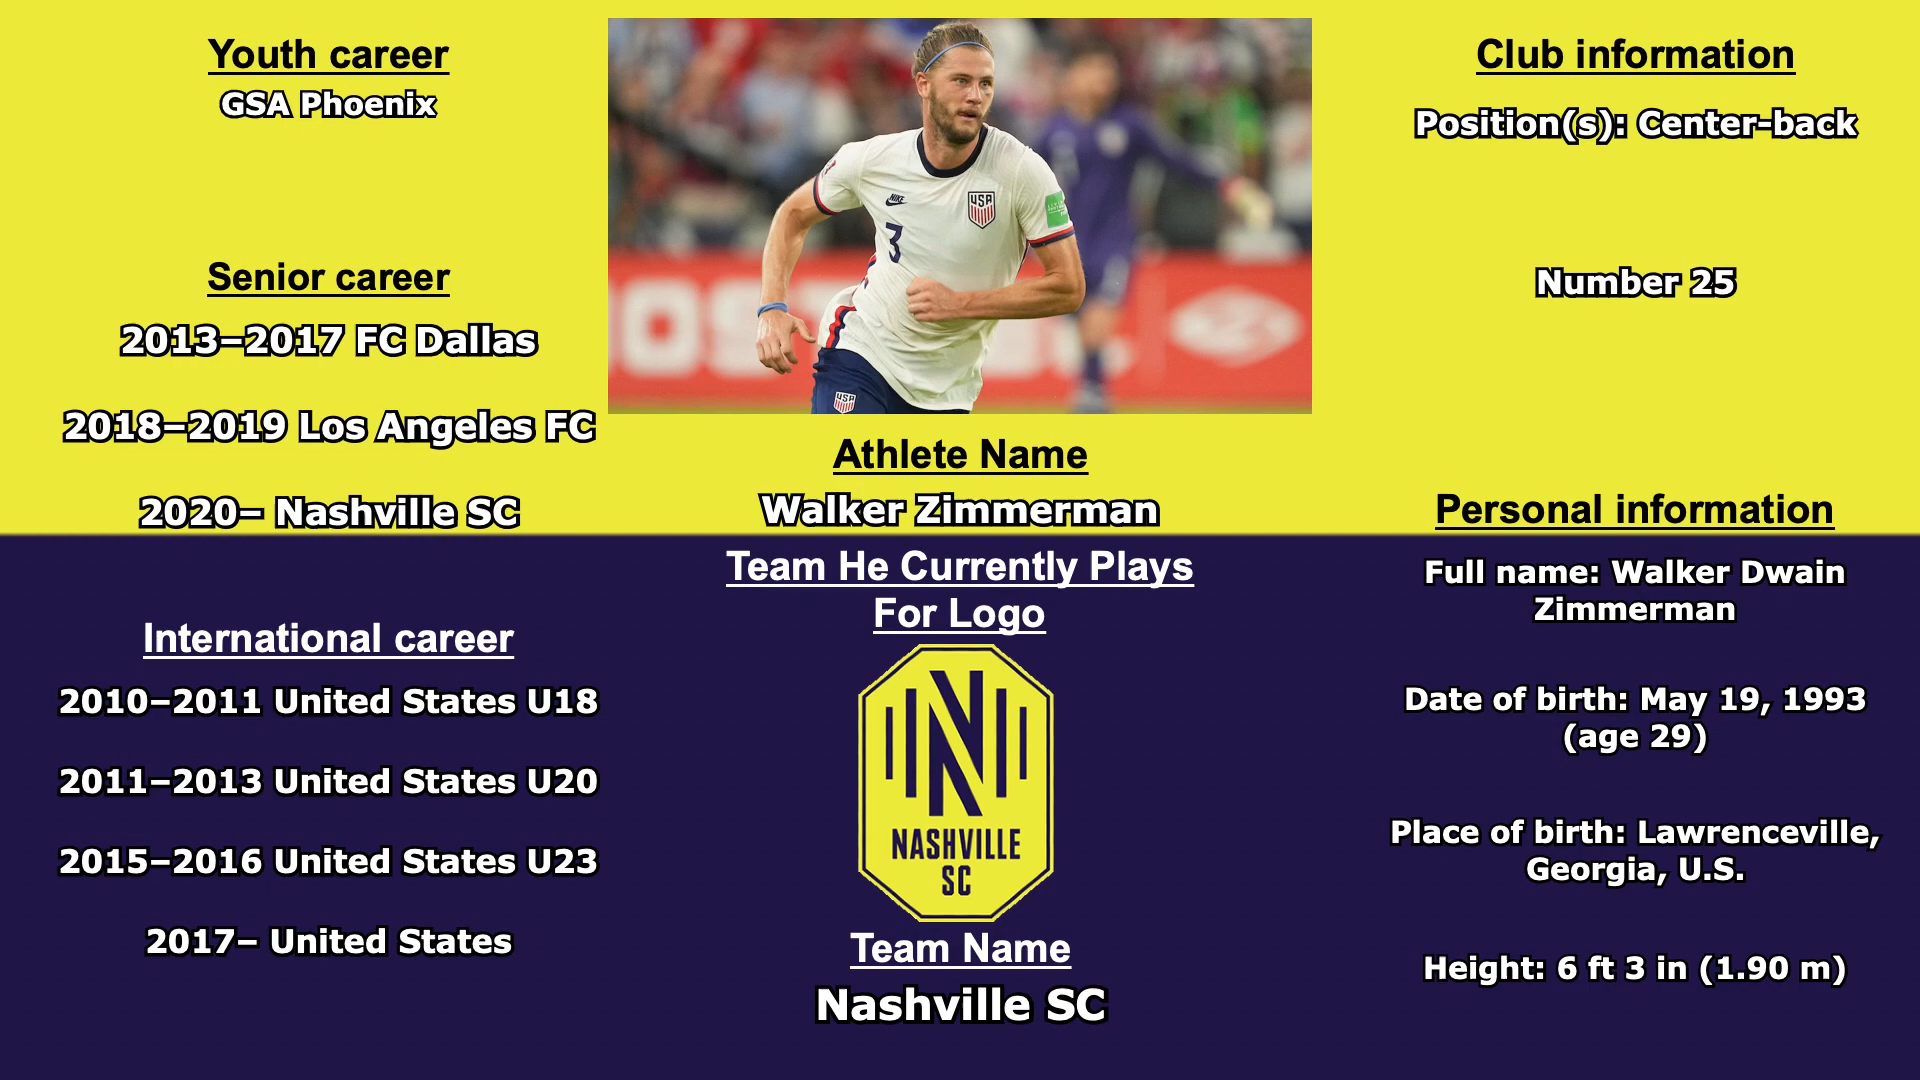 Youth career
GSA Phoenix
Senior career
2013–2017 FC Dallas
2018–2019 Los Angeles FC
2020– Nashville SC
International career
2010–2011 United States U18
2011–2013 United States U20
2015–2016 United States U23
2017– United States
NIKE
USA
3
USA
Athlete Name
Walker Zimmerman
Team He Currently Plays
For Logo
N
NASHVILLE
SC
Team Name
Nashville SC
Club information
Position(s): Center-back
Number 25
Personal information
Full name: Walker Dwain
Zimmerman
Date of birth: May 19, 1993
(age 29)
Place of birth: Lawrenceville,
Georgia, U.S.
Height: 6 ft 3 in (1.90 m)